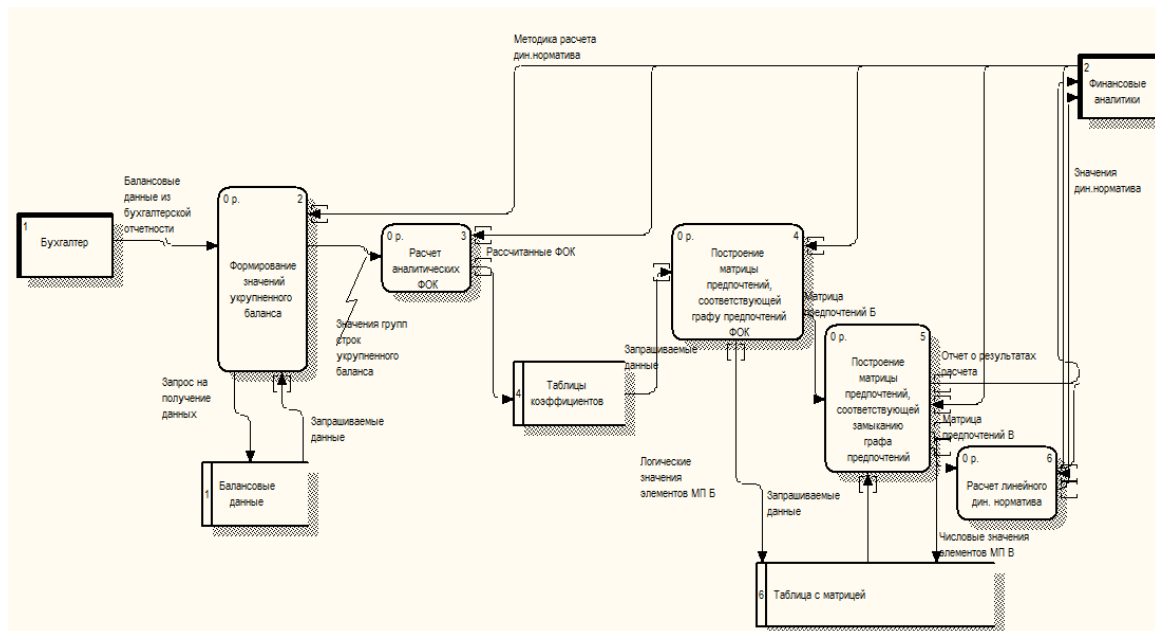 Методика расчета
дин.норматива
2
Финансовые
аналитики
Значения
дин.норматива
Балансовые
данные из
бухгалтерской
отчетности
1
Бухгалтер
0 р.
2
Формирование
значений
укрупненного
баланса
0 р.
3
Расчет
аналитических
ФОК
Рассчитанные ФОК
0 р.
4
Построение
матрицы
предпочтений,
соответствующей
графу предпочтений
ФОК
Матрица
предпочтений Б
Значения групп
строк
укрупненного
баланса
Запрашиваемые
данные
0 р.
5
Построение
матрицы
предпочтений,
соответствующей
замыканию
графа
предпочтений
Отчет о результатах
расчета
Запрос на
получение
данных
Запрашиваемые
данные
4
Таблицы
коэффициентов
Матрица
предпочтений В
0 р.
6
Расчет линейного
дин. норматива
1
Балансовые
данные
Логические
значения
элементов МП Б
Запрашиваемые
данные
Числовые значения
элементов МП В
6
Таблица с матрицей